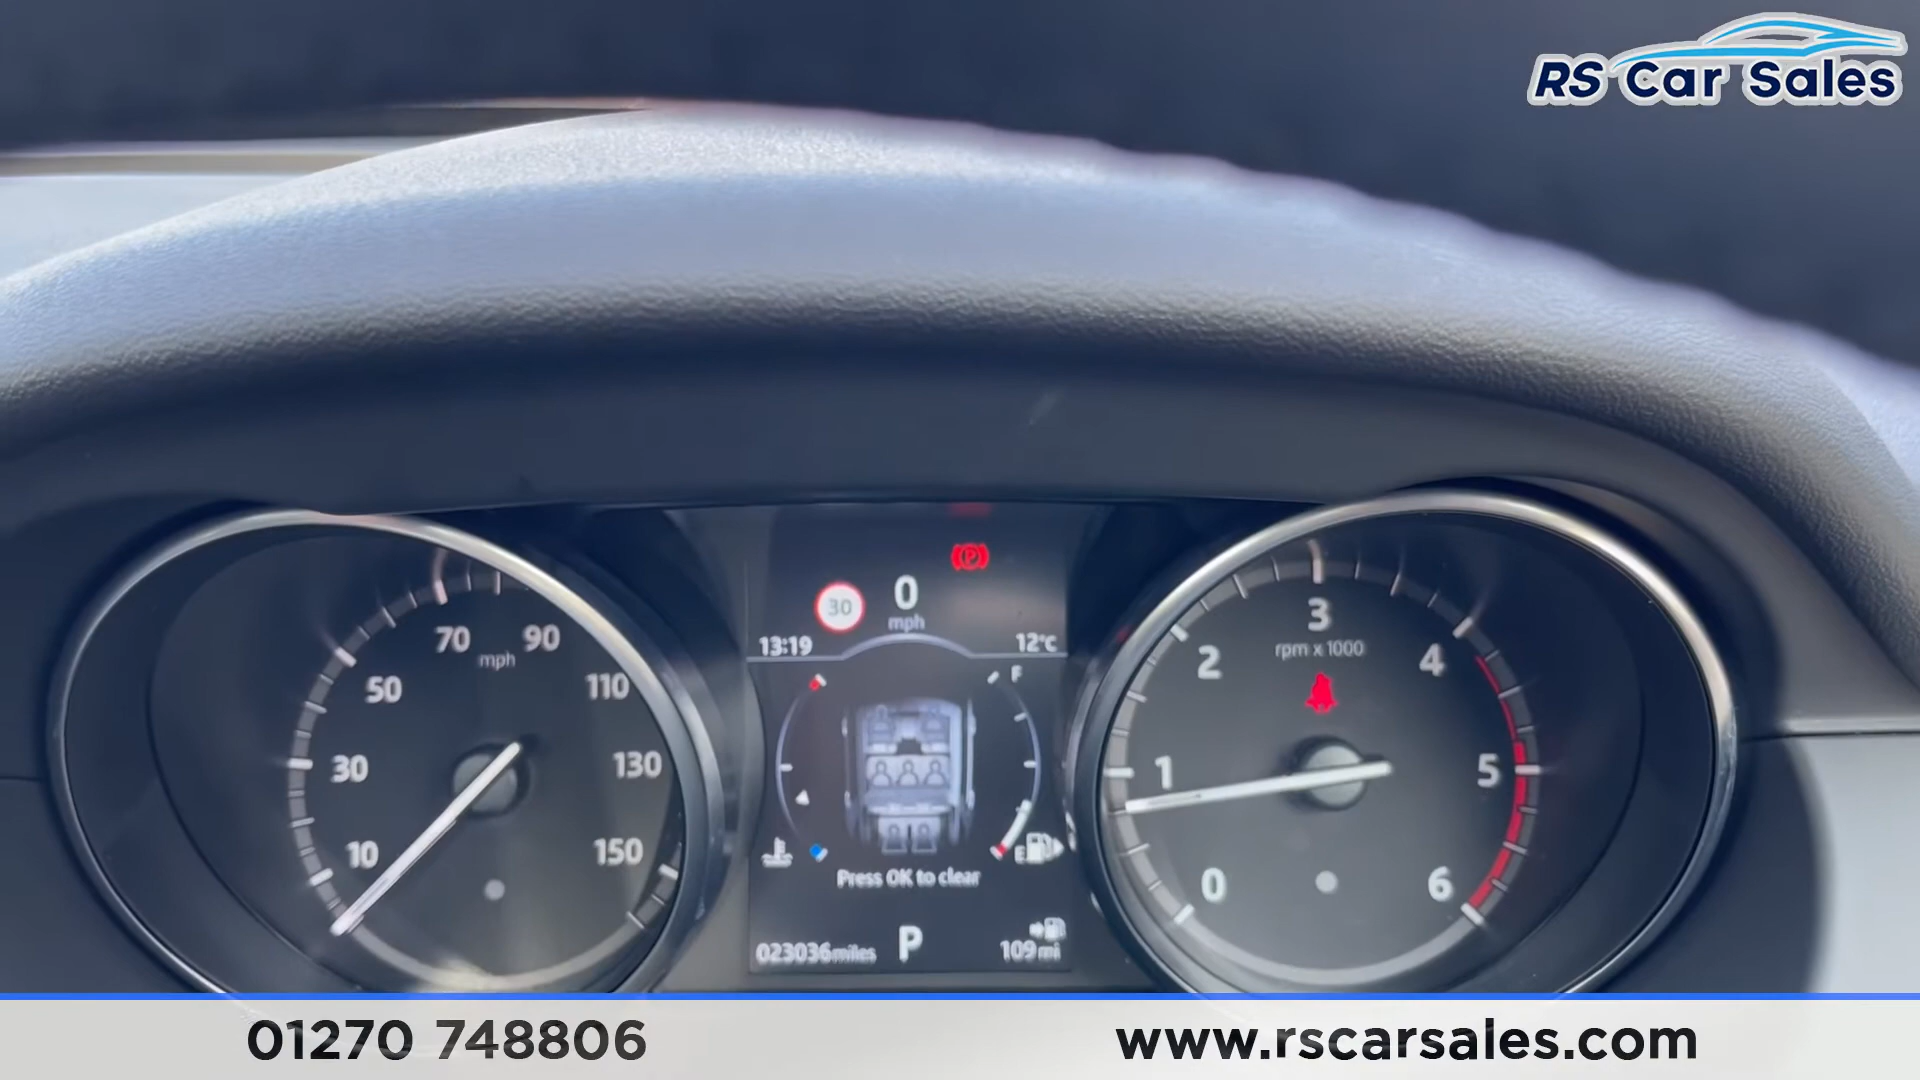 RS Car Sales
30
0
mph
13:19
12°C
F
E
Press OK to clear
023036miles
P
109mi
10
30
50
70
90
110
130
150
mph
0
1
2
3
4
5
6
rpm x 1000
P
01270 748806
www.rscarsales.com